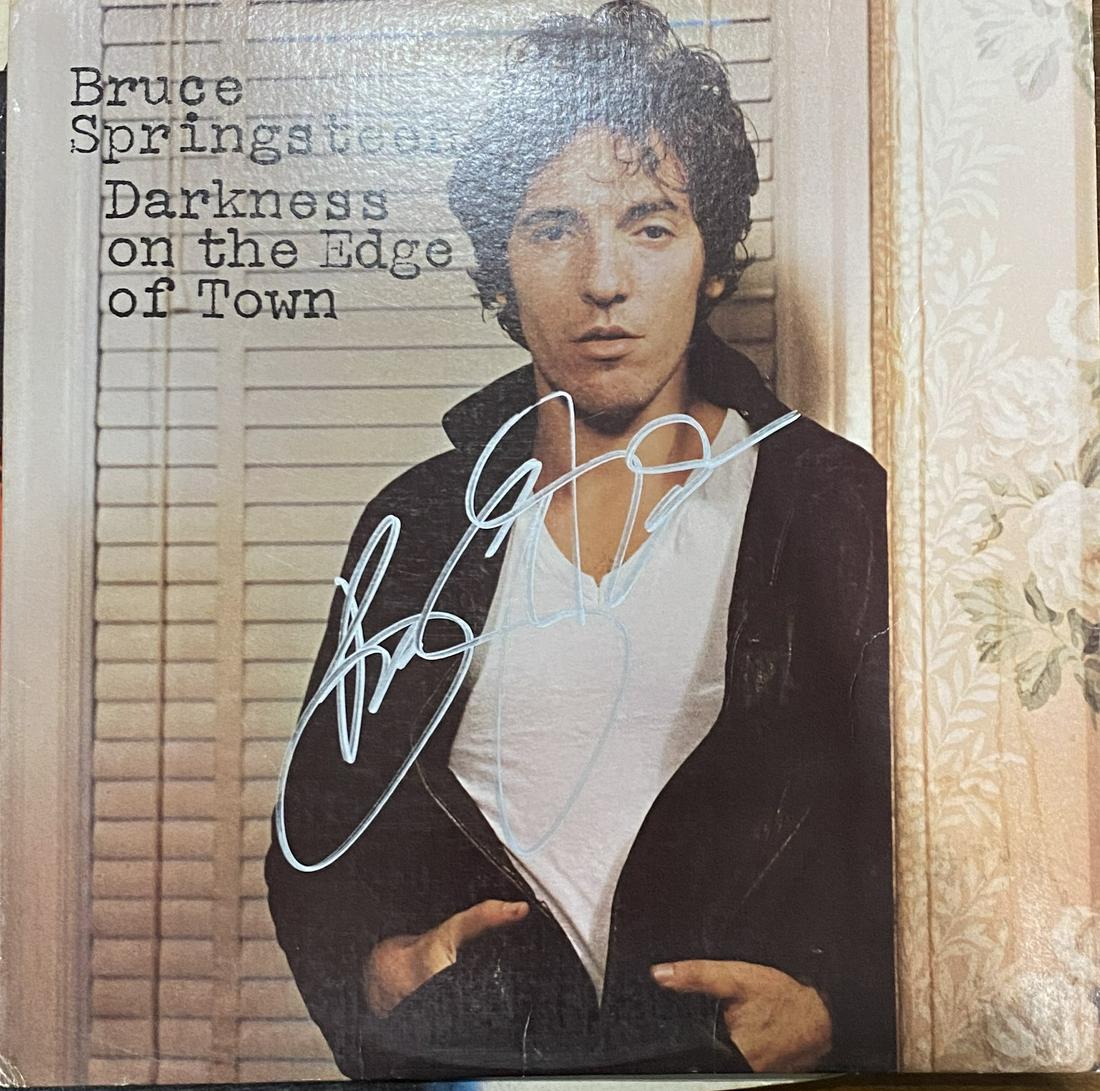 Bruce
Springsteen
Darkness
on the Edge
of Town